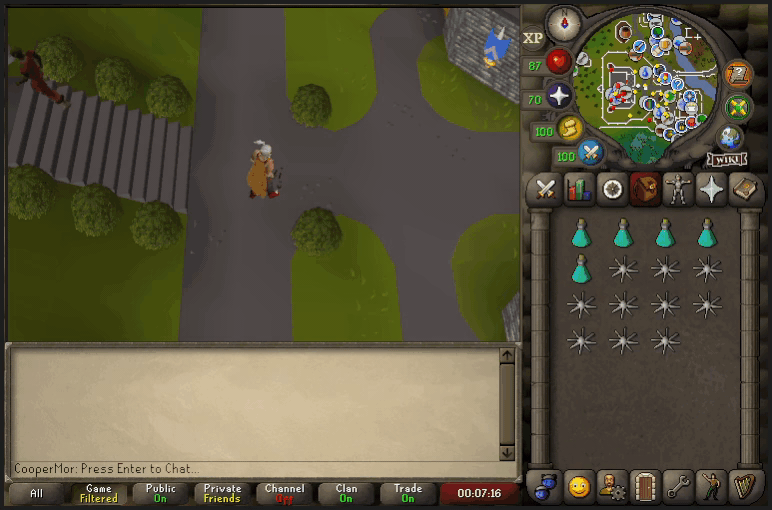 N
XP
87
70
100
100
WIKI
CooperMor: Press Enter to Chat...
All
Game
Filtered
Public
On
Private
Friends
Channel
Off
Clan
On
Trade
On
00:07:16